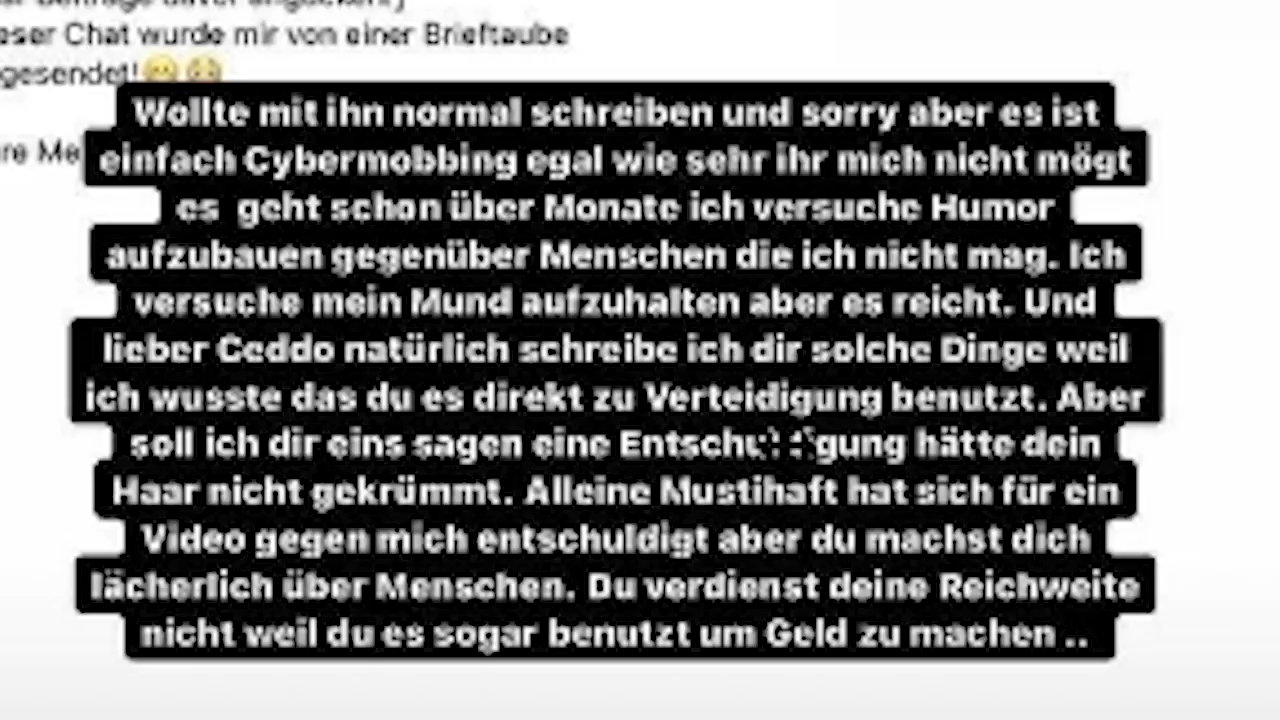 eser Chat wurde mir von einer Brieftaube
gesendet!
re Me
Wollte mit ihn normal schreiben und sorry aber es ist
einfach Cybermobbing egal wie sehr ihr mich nicht mögt
es geht schon über Monate ich versuche Humor
aufzubauen gegenüber Menschen die ich nicht mag. Ich
versuche mein Mund aufzuhalten aber es reicht. Und
lieber Ceddo natürlich schreibe ich dir solche Dinge weil
ich wusste das du es direkt zu Verteidigung benutzt. Aber
soll ich dir eins sagen eine Entschuldigung hätte dein
Haar nicht gekrümmt. Alleine Mustihaft hat sich für ein
Video gegen mich entschuldigt aber du machst dich
lächerlich über Menschen. Du verdienst deine Reichweite
nicht weil du es sogar benutzt um Geld zu machen ..